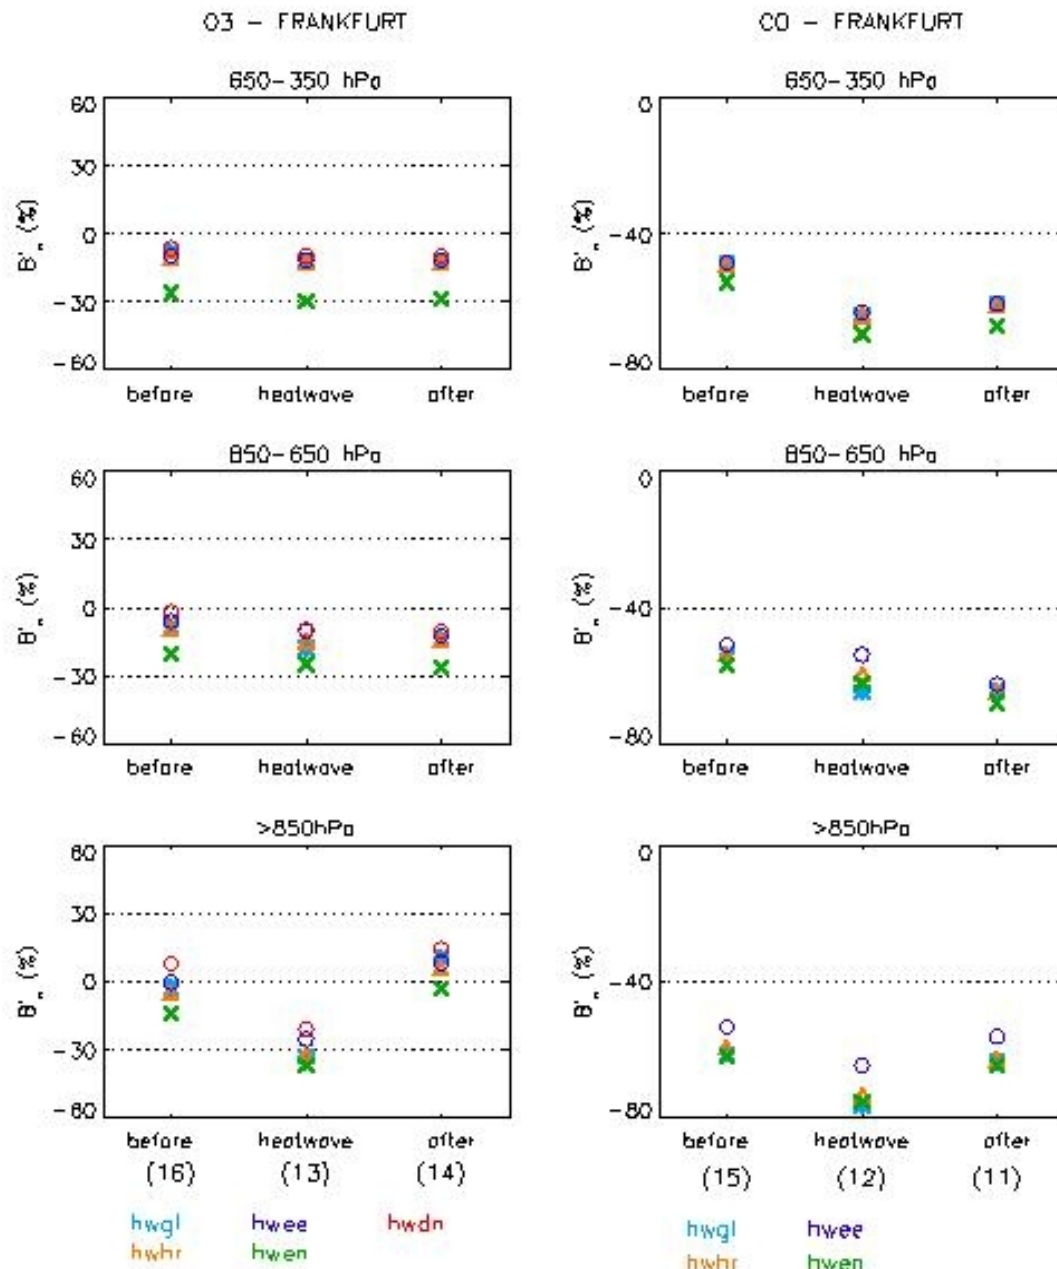 O3 – FRANKFURT
650–350 hPa
60
30
0
−30
−60
B'n (%)
before heatwave after
850–650 hPa
60
30
0
−30
−60
B'n (%)
before heatwave after
>850hPa
60
30
0
−30
−60
B'n (%)
before heatwave after
(16) (13) (14)
hwgl hwee hwdn
hwhr hwen
CO – FRANKFURT
650–350 hPa
0
−40
−80
B'n (%)
before heatwave after
850–650 hPa
0
−40
−80
B'n (%)
before heatwave after
>850hPa
0
−40
−80
B'n (%)
before heatwave after
(15) (12) (11)
hwgl hwee
hwhr hwen